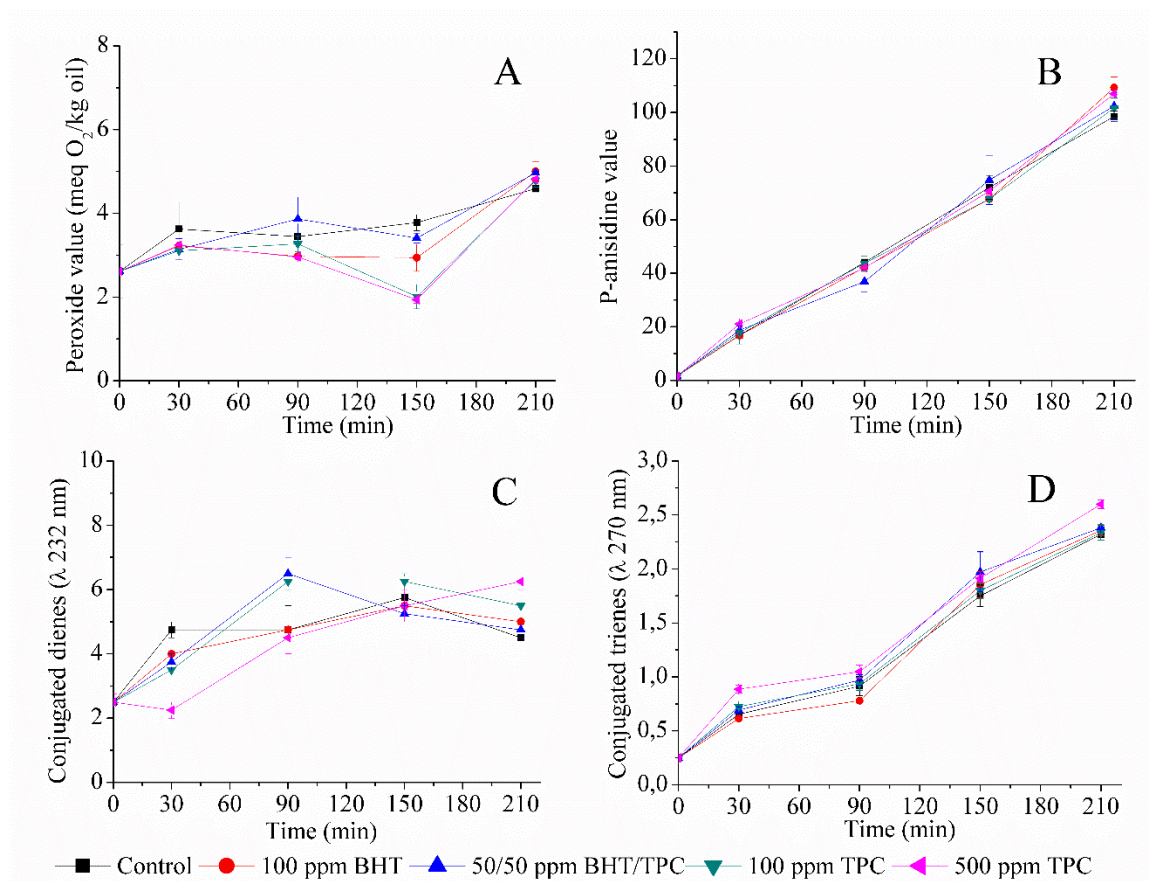 A
Peroxide value (meq O2/kg oil)
8
6
4
2
0
0 30 60 90 120 150 180 210
Time (min)
B
P-anisidine value
120
100
80
60
40
20
0
0 30 60 90 120 150 180 210
Time (min)
C
Conjugated dienes (λ 232 nm)
10
8
6
4
2
0
0 30 60 90 120 150 180 210
Time (min)
D
Conjugated trienes (λ 270 nm)
3,0
2,5
2,0
1,5
1,0
0,5
0,0
0 30 60 90 120 150 180 210
Time (min)
Control 100 ppm BHT 50/50 ppm BHT/TPC 100 ppm TPC 500 ppm TPC